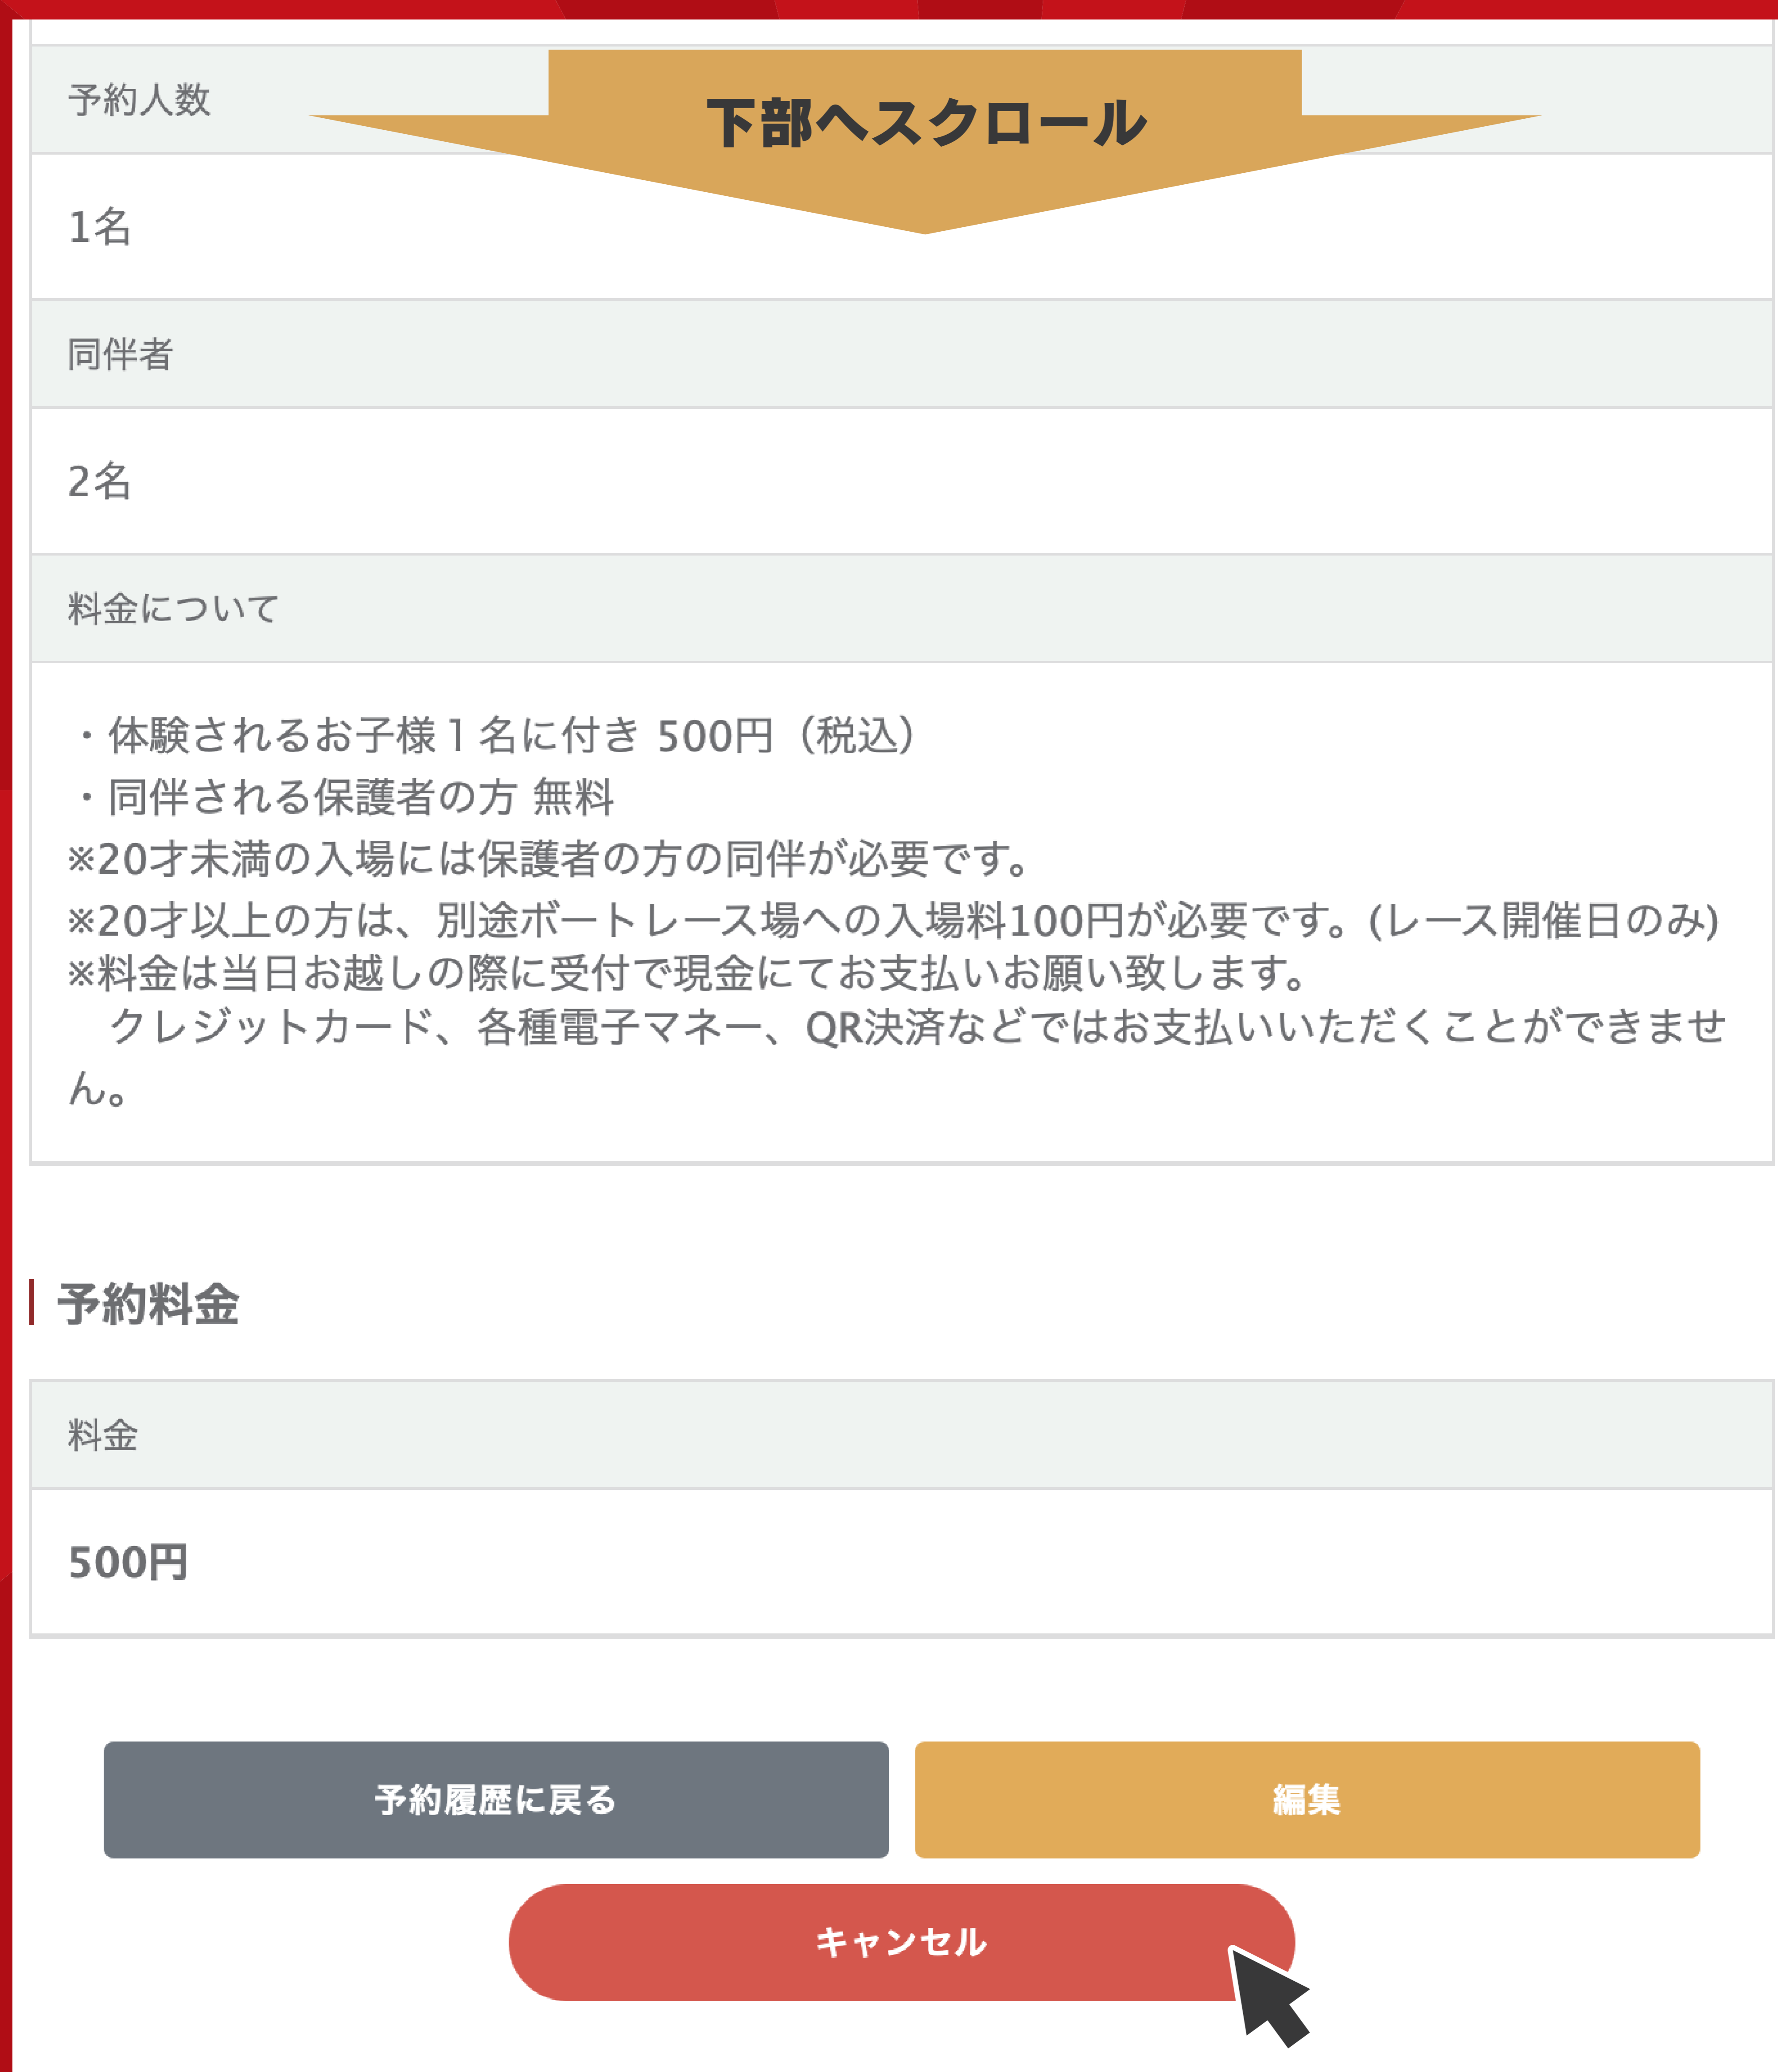 下部へスクロール
予約人数
1名
同伴者
2名
料金について
・体験されるお子様１名に付き 500円（税込）
・同伴される保護者の方 無料
※20才未満の入場には保護者の方の同伴が必要です。
※20才以上の方は、別途ボートレース場への入場料100円が必要です。(レース開催日のみ)
※料金は当日お越しの際に受付で現金にてお支払いお願い致します。
　クレジットカード、各種電子マネー、QR決済などではお支払いいただくことができませ
ん。
予約料金
料金
500円
予約履歴に戻る
編集
キャンセル